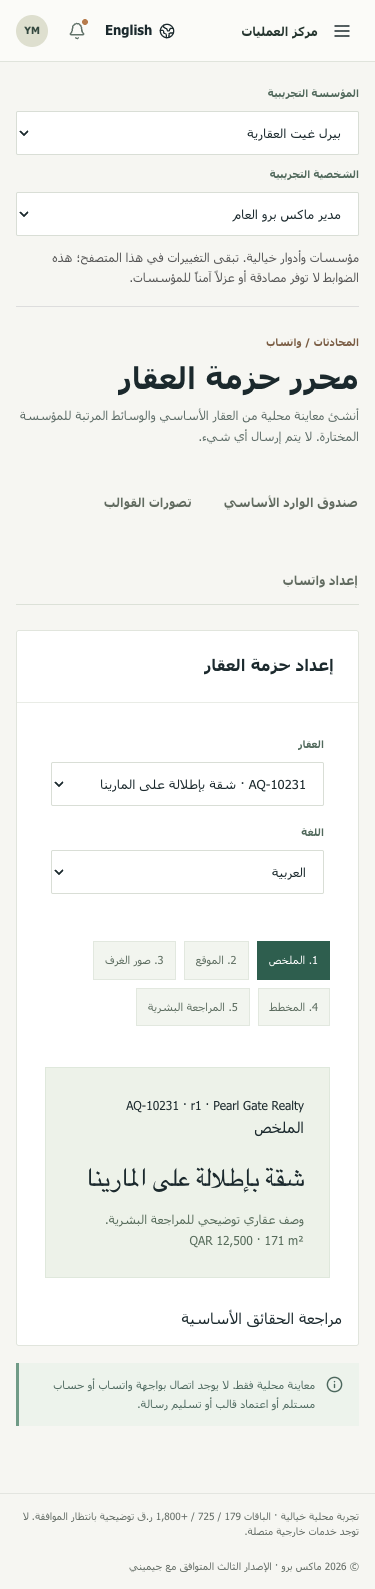 مركز العمليات
English
YM
المؤسسة التجريبية
بيرل غيت العقارية
الشخصية التجريبية
مدير ماكس برو العام
مؤسسات وأدوار خيالية. تبقى التغييرات في هذا المتصفح؛ هذه
الضوابط لا توفر مصادقة أو عزلاً آمناً للمؤسسات.
المحادثات / واتساب
محرر حزمة العقار
أنشئ معاينة محلية من العقار الأساسي والوسائط المرتبة للمؤسسة
المختارة. لا يتم إرسال أي شيء.
صندوق الوارد الأساسي
تصورات القوالب
إعداد واتساب
إعداد حزمة العقار
العقار
AQ-10231 · شقة بإطلالة على المارينا
اللغة
العربية
1. الملخص
2. الموقع
3. صور الغرف
4. المخطط
5. المراجعة البشرية
AQ-10231 · r1 · Pearl Gate Realty
الملخص
شقة بإطلالة على المارينا
وصف عقاري توضيحي للمراجعة البشرية.
QAR 12,500 · 171 m²
مراجعة الحقائق الأساسية
معاينة محلية فقط. لا يوجد اتصال بواجهة واتساب أو حساب
مستلم أو اعتماد قالب أو تسليم رسالة.
تجربة محلية خيالية · الباقات 179 / 725 / +1,800 ر.ق توضيحية بانتظار الموافقة. لا
توجد خدمات خارجية متصلة.
© 2026 ماكس برو · الإصدار الثالث المتوافق مع جيميني